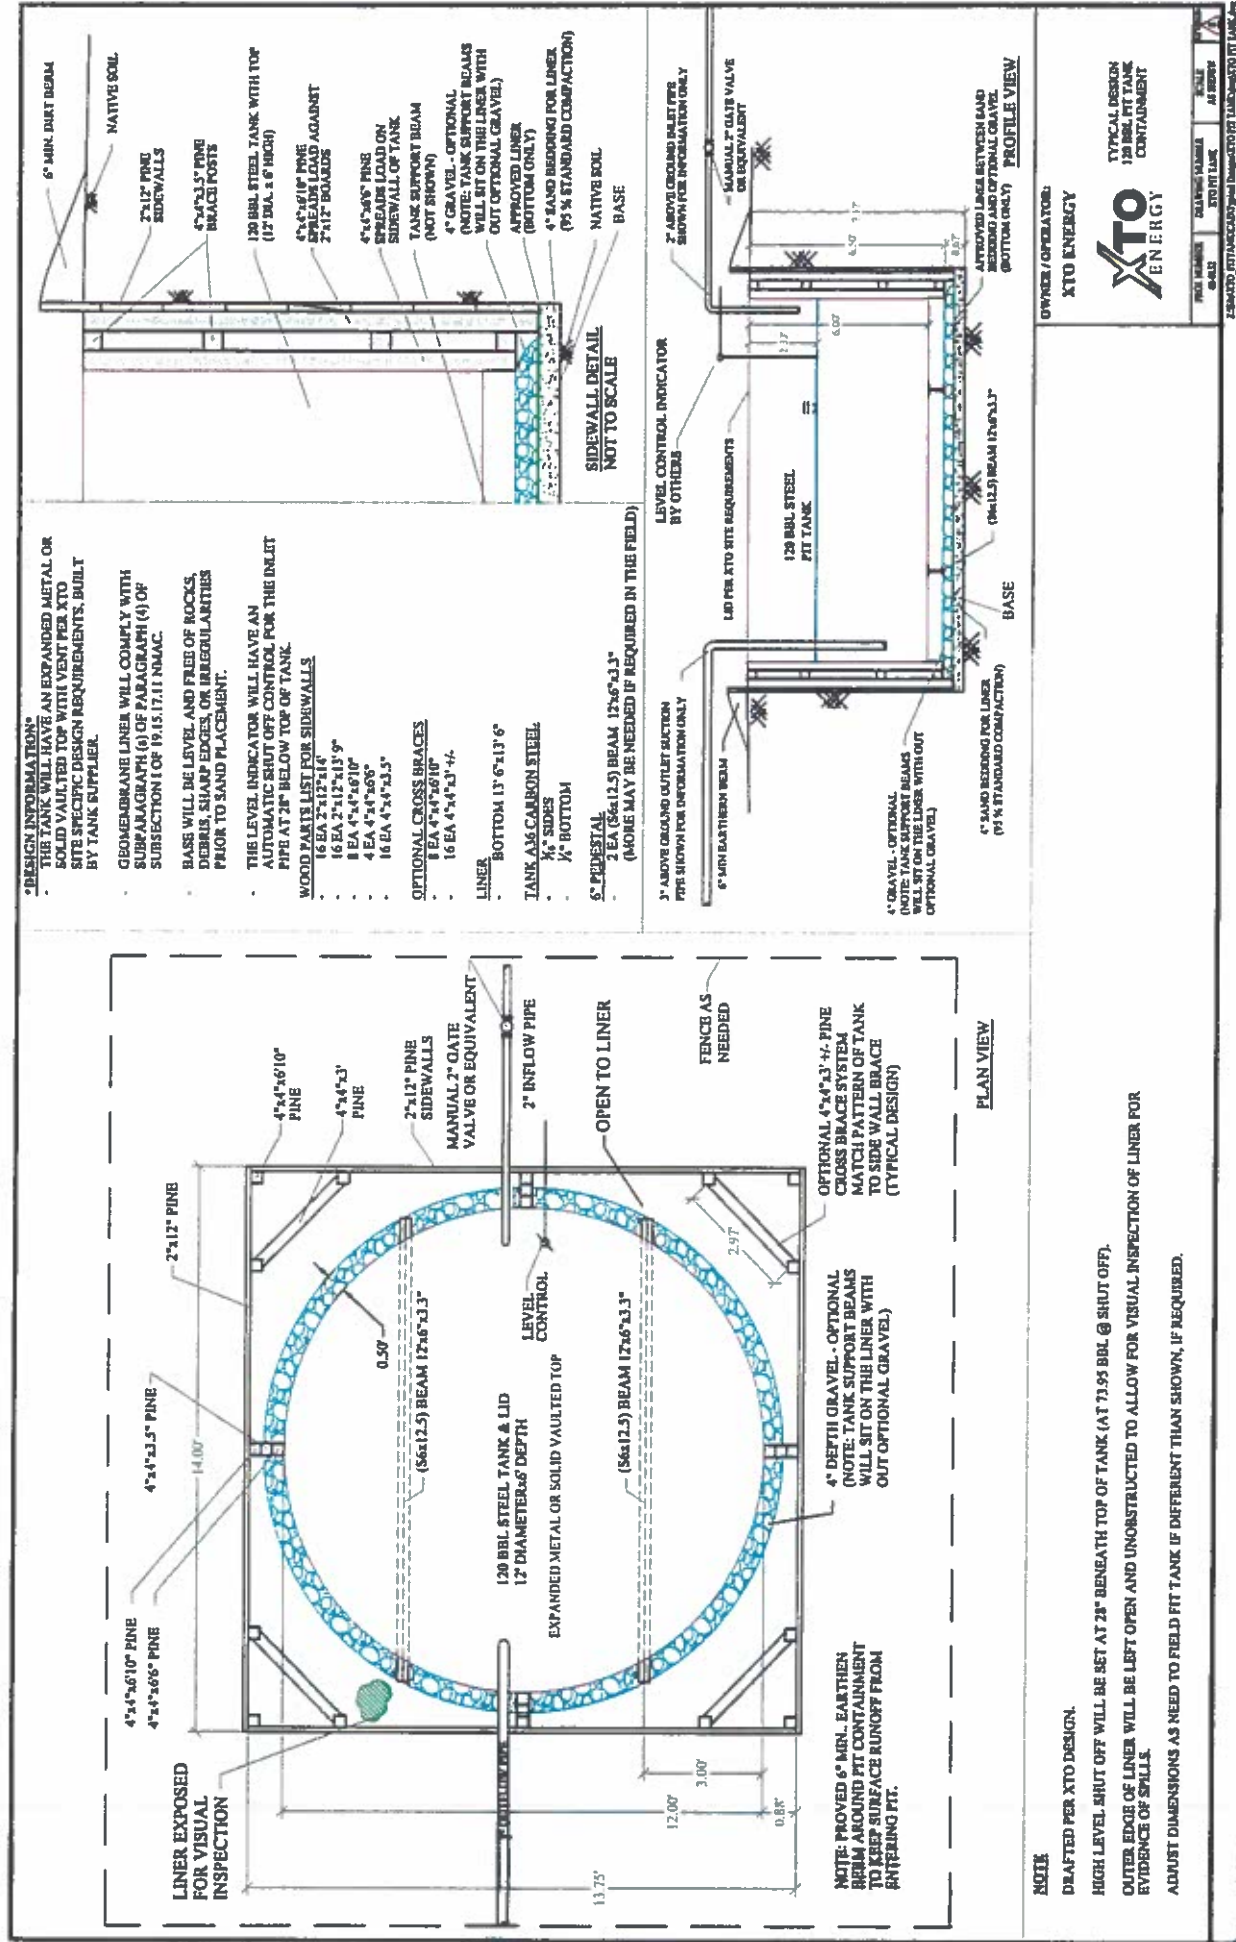 *DESIGN INFORMATION*
- THE TANK WILL HAVE AN EXPANDED METAL OR
SOLID VAULTED TOP WITH VENT PER XTO
SITE SPECIFIC DESIGN REQUIREMENTS, BUILT
BY TANK SUPPLIER.
- GEOMEMBRANE LINER WILL COMPLY WITH
SUBPARAGRAPH (a) OF PARAGRAPH (4) OF
SUBSECTION I OF 19.15.17.11 NMAC.
- BASE WILL BE LEVEL AND FREE OF ROCKS,
DEBRIS, SHARP EDGES, OR IRREGULARITIES
PRIOR TO SAND PLACEMENT.
- THE LEVEL INDICATOR WILL HAVE AN
AUTOMATIC SHUT OFF CONTROL FOR THE INLET
PIPE AT 28" BELOW TOP OF TANK.
WOOD PARTS LIST FOR SIDEWALLS
- 16 EA 2"x12"x14'
- 16 EA 2"x12"x13'9"
- 8 EA 4"x4"x6'10"
- 4 EA 4"x4"x6'6"
- 16 EA 4"x4"x3.5"
OPTIONAL CROSS BRACES
- 8 EA 4"x4"x6'10"
- 16 EA 4"x4"x3' +/-
LINER
- BOTTOM 13' 6"x13' 6"
TANK A36 CARBON STEEL
- SIDES
- BOTTOM
6" PEDESTAL
- 2 EA (S6x12.5) BEAM 12'x6"x3.3"
(MORE MAY BE NEEDED IF REQUIRED IN THE FIELD)
6" MIN. DIRT BERM
NATIVE SOIL
2"x12" PINE
SIDEWALLS
4"x4"x3.5" PINE
BRACE POSTS
120 BBL STEEL TANK WITH TOP
(12' DIA. x 6' HIGH)
4"x4"x6'10" PINE
SPREADS LOAD AGAINST
2"x12" BOARDS
4"x4"x6'6" PINE
SPREADS LOAD ON
SIDEWALL OF TANK
TANK SUPPORT BEAM
(NOT SHOWN)
4" GRAVEL - OPTIONAL
(NOTE: TANK SUPPORT BEAMS
WILL SIT ON THE LINER WITH
OUT OPTIONAL GRAVEL)
APPROVED LINER
(BOTTOM ONLY)
4" SAND BEDDING FOR LINER
(95 % STANDARD COMPACTION)
NATIVE SOIL
BASE
SIDEWALL DETAIL
NOT TO SCALE
LINER EXPOSED
FOR VISUAL
INSPECTION
4"x4"x6'10" PINE
4"x4"x6'6" PINE
4"x4"x3.5" PINE
2"x12" PINE
4"x4"x6'10"
PINE
4"x4"x3'
PINE
2"x12" PINE
SIDEWALLS
MANUAL 2" GATE
VALVE OR EQUIVALENT
2" INFLOW PIPE
OPEN TO LINER
FENCE AS
NEEDED
14.00'
0.50'
(S6x12.5) BEAM 12'x6"x3.3"
LEVEL
CONTROL
120 BBL STEEL TANK & LID
12' DIAMETERx6' DEPTH
EXPANDED METAL OR SOLID VAULTED TOP
(S6x12.5) BEAM 12'x6"x3.3"
2.97'
3.00'
12.00'
0.88'
13.75'
NOTE: PROVED 6" MIN.. EARTHEN
BERM AROUND PIT CONTAINMENT
TO KEEP SURFACE RUNOFF FROM
ENTERING PIT.
4" DEPTH GRAVEL - OPTIONAL
(NOTE: TANK SUPPORT BEAMS
WILL SIT ON THE LINER WITH
OUT OPTIONAL GRAVEL)
OPTIONAL 4"x4"x3' +/- PINE
CROSS BRACE SYSTEM
MATCH PATTERN OF TANK
TO SIDE WALL BRACE
(TYPICAL DESIGN)
PLAN VIEW
3" ABOVE GROUND OUTLET SUCTION
PIPE SHOWN FOR INFORMATION ONLY
6" MIN EARTHERN BERM
LEVEL CONTROL INDICATOR
BY OTHERS
LID PER XTO SITE REQUIREMENTS
120 BBL STEEL
PIT TANK
2" ABOVE GROUND INLET PIPE
SHOWN FOR INFORMATION ONLY
MANUAL 2" GATE VALVE
OR EQUIVALENT
6.00'
4" GRAVEL - OPTIONAL
(NOTE: TANK SUPPORT BEAMS
WILL SIT ON THE LINER WITH OUT
OPTIONAL GRAVEL)
4" SAND BEDDING FOR LINER
(95 % STANDARD COMPACTION)
BASE
(S6x12.5) BEAM 12'x6"x3.3"
APPROVED LINER BETWEEN SAND
BEDDING AND OPTIONAL GRAVEL
(BOTTOM ONLY)
PROFILE VIEW
NOTE
DRAFTED PER XTO DESIGN.
HIGH LEVEL SHUT OFF WILL BE SET AT 28" BENEATH TOP OF TANK (AT 73.95 BBL @ SHUT OFF).
OUTER EDGE OF LINER WILL BE LEFT OPEN AND UNOBSTRUCTED TO ALLOW FOR VISUAL INSPECTION OF LINER FOR
EVIDENCE OF SPILLS.
ADJUST DIMENSIONS AS NEED TO FIELD FIT TANK IF DIFFERENT THAN SHOWN, IF REQUIRED.
OWNER / OPERATOR:
XTO ENERGY
XTO
ENERGY
TYPICAL DESIGN
120 BBL PIT TANK
CONTAINMENT
DRAWING NUMBER
XTO PIT TANK
SCALE